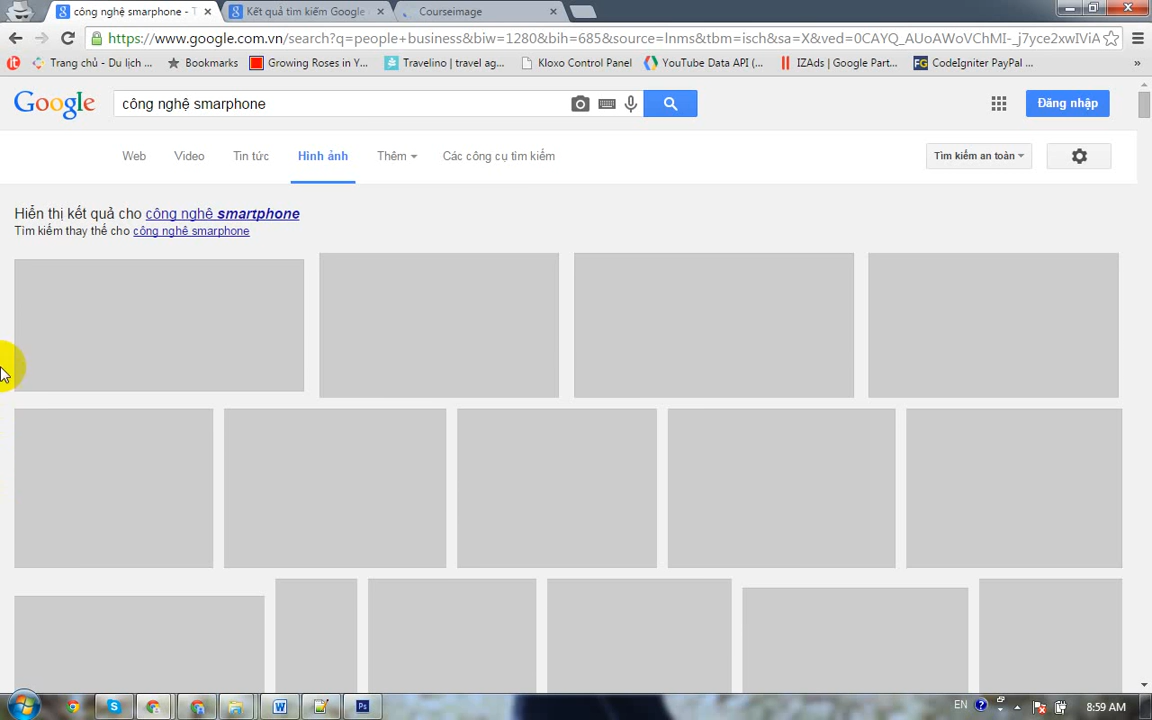 công nghệ smarphone - T
Kết quả tìm kiếm Google
Courseimage
https://www.google.com.vn/search?q=people+business&biw=1280&bih=685&source=lnms&tbm=isch&sa=X&ved=0CAYQ_AUoAWoVChMI-_j7yce2xwIViA
Trang chủ - Du lịch ...
Bookmarks
Growing Roses in Y...
Travelino | travel ag...
Kloxo Control Panel
YouTube Data API (...
IZAds | Google Part...
FG CodeIgniter PayPal ...
»
Google
công nghệ smarphone
Đăng nhập
Web
Video
Tin tức
Hình ảnh
Thêm
Các công cụ tìm kiếm
Tìm kiếm an toàn
Hiển thị kết quả cho công nghệ smartphone
Tìm kiếm thay thế cho công nghệ smarphone
W
Ps
EN
8:59 AM